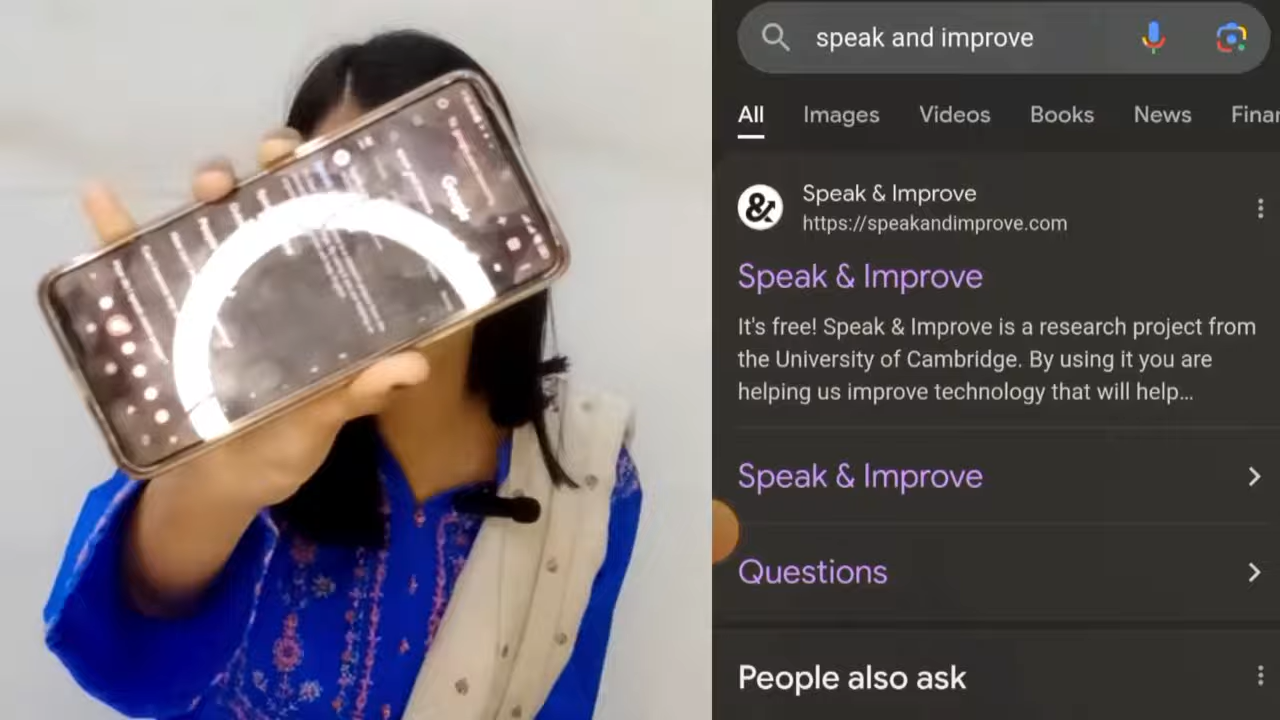 Google
speak and improve
All Images Videos Books News Finan
Speak & Improve
https://speakandimprove.com
Speak & Improve
It's free! Speak & Improve is a research project from
the University of Cambridge. By using it you are
helping us improve technology that will help...
Speak & Improve
Questions
People also ask